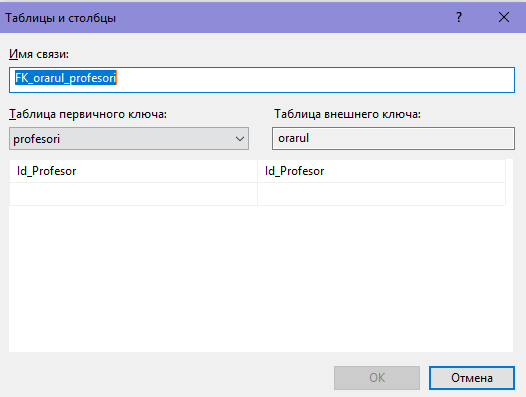 Таблицы и столбцы ?
Имя связи:
FK_orarul_profesori
Таблица первичного ключа: Таблица внешнего ключа:
profesori orarul
Id_Profesor Id_Profesor
OK Отмена